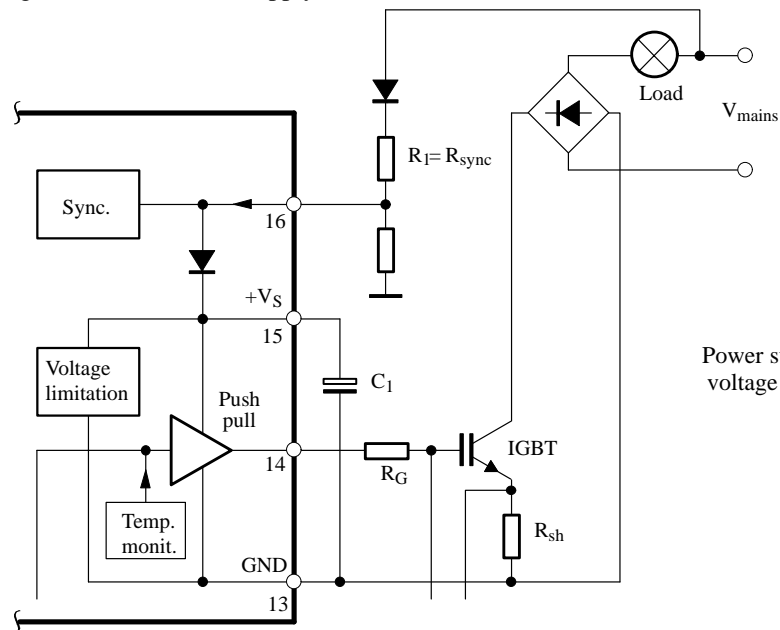 Load
V mains
R1= Rsync
Sync.
16
+VS
15
Voltage
limitation
C1
Power s
voltage
Push
pull
IGBT
14
RG
Temp.
monit.
Rsh
GND
13